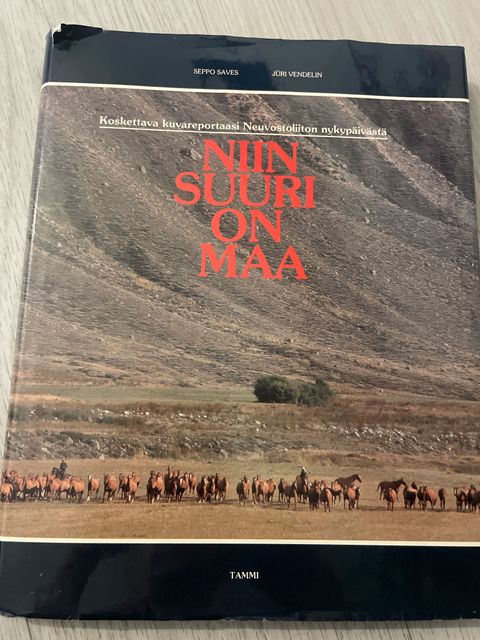 SEPPO SAVES JÜRI VENDELIN
Koskettava kuvareportaasi Neuvostoliiton nykypäivästä
NIIN
SUURI
ON
MAA
TAMMI